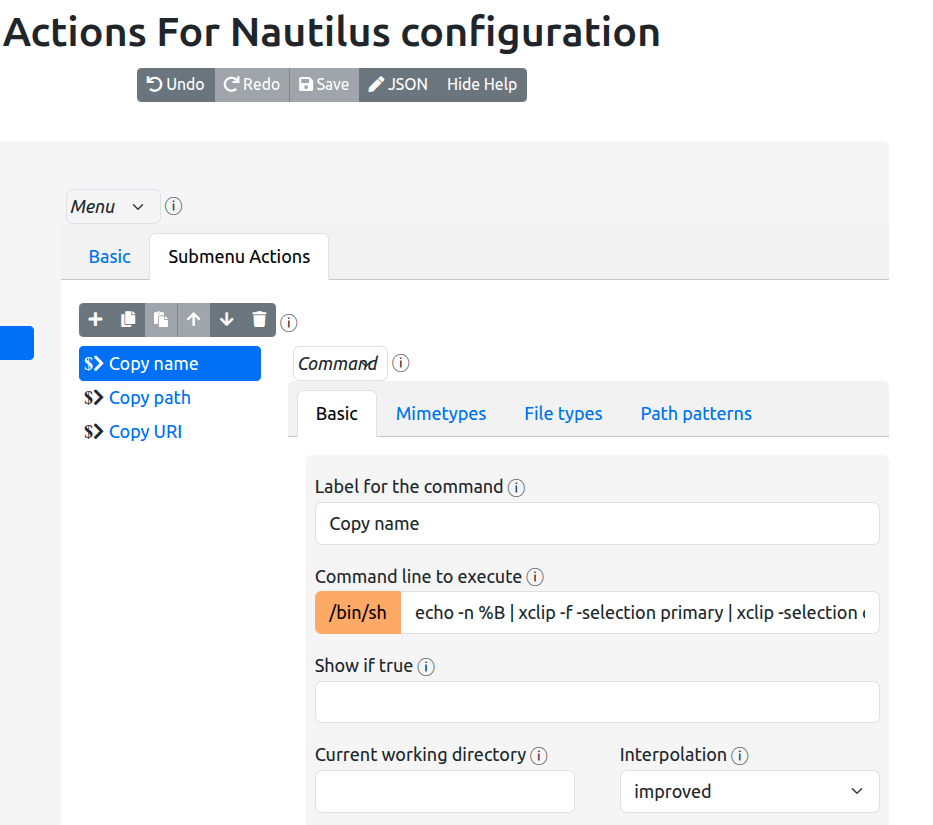 Actions For Nautilus configuration
Undo Redo Save JSON Hide Help
Menu
Basic Submenu Actions
Copy name
Command
Copy path
Copy URI
Basic Mimetypes File types Path patterns
Label for the command
Copy name
Command line to execute
/bin/sh echo -n %B | xclip -f -selection primary | xclip -selection
Show if true
Current working directory Interpolation
improved